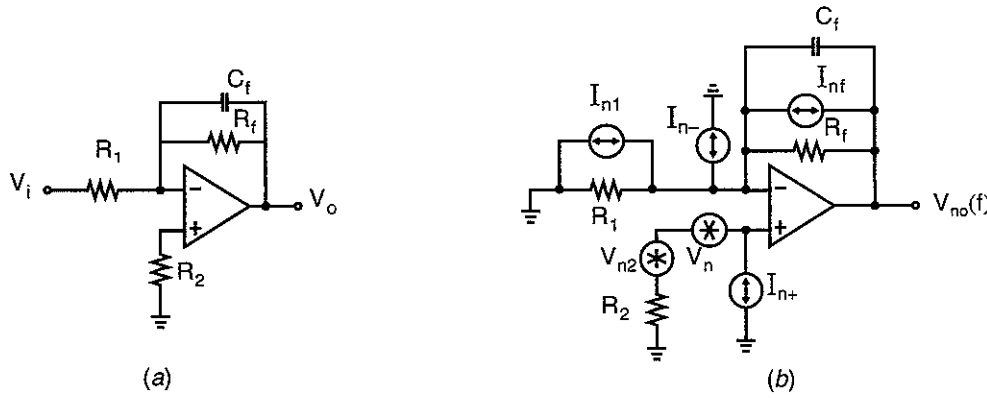 C_f
R_f
R_1
V_i
−
+
V_o
R_2
(a)
C_f
I_nf
R_f
I_n1
I_n−
R_1
−
+
V_no(f)
V_n2
V_n
R_2
I_n+
(b)